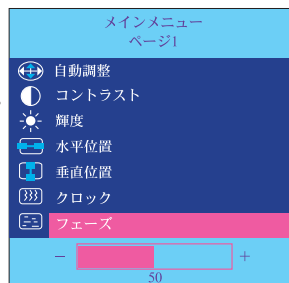 メインメニュー
ページ1
自動調整
コントラスト
輝度
水平位置
垂直位置
クロック
フェーズ
− +
50